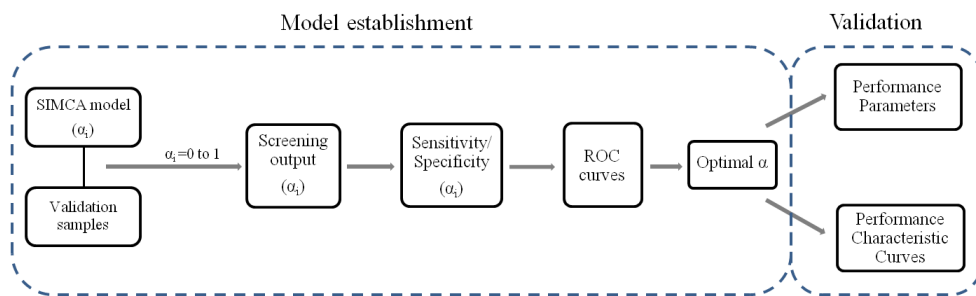 Model establishment
Validation
SIMCA model
(αi)
Validation
samples
αi=0 to 1
Screening
output
(αi)
Sensitivity/
Specificity
(αi)
ROC
curves
Optimal α
Performance
Parameters
Performance
Characteristic
Curves